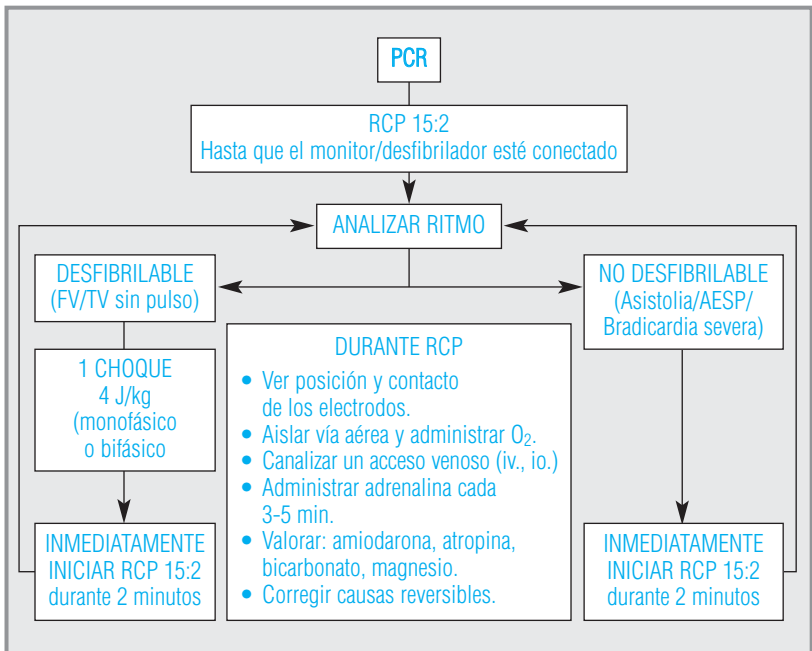 PCR
RCP 15:2
Hasta que el monitor/desfibrilador esté conectado
ANALIZAR RITMO
DESFIBRILABLE
(FV/TV sin pulso)
NO DESFIBRILABLE
(Asistolia/AESP/
Bradicardia severa)
1 CHOQUE
4 J/kg
(monofásico
o bifásico
DURANTE RCP
• Ver posición y contacto
de los electrodos.
• Aislar vía aérea y administrar O₂.
• Canalizar un acceso venoso (iv., io.)
• Administrar adrenalina cada
3-5 min.
• Valorar: amiodarona, atropina,
bicarbonato, magnesio.
• Corregir causas reversibles.
INMEDIATAMENTE
INICIAR RCP 15:2
durante 2 minutos
INMEDIATAMENTE
INICIAR RCP 15:2
durante 2 minutos